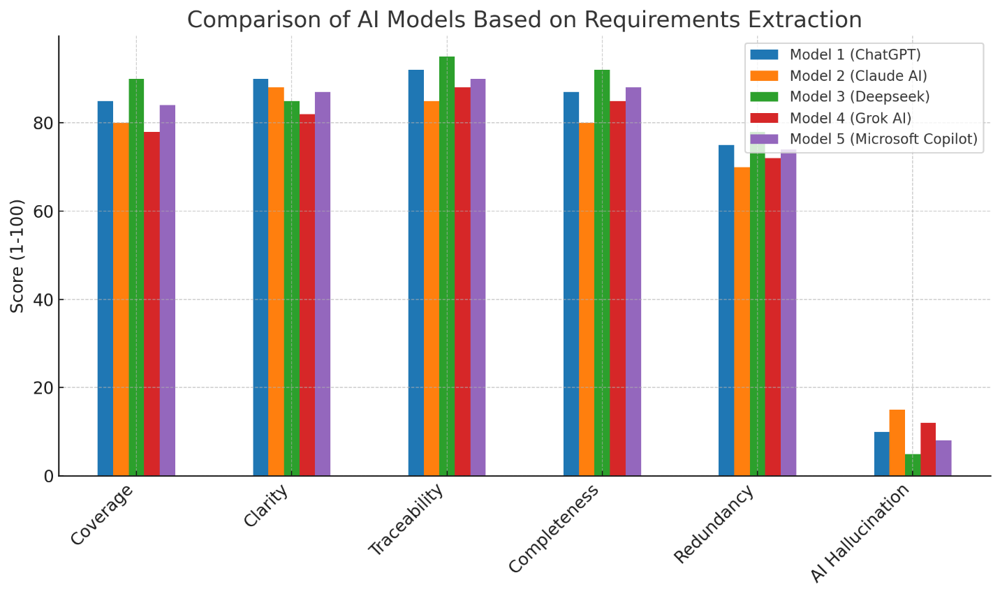 Comparison of AI Models Based on Requirements Extraction
Model 1 (ChatGPT)
Model 2 (Claude AI)
Model 3 (Deepseek)
Model 4 (Grok AI)
Model 5 (Microsoft Copilot)
Score (1-100)
80
60
40
20
0
Coverage
Clarity
Traceability
Completeness
Redundancy
AI Hallucination